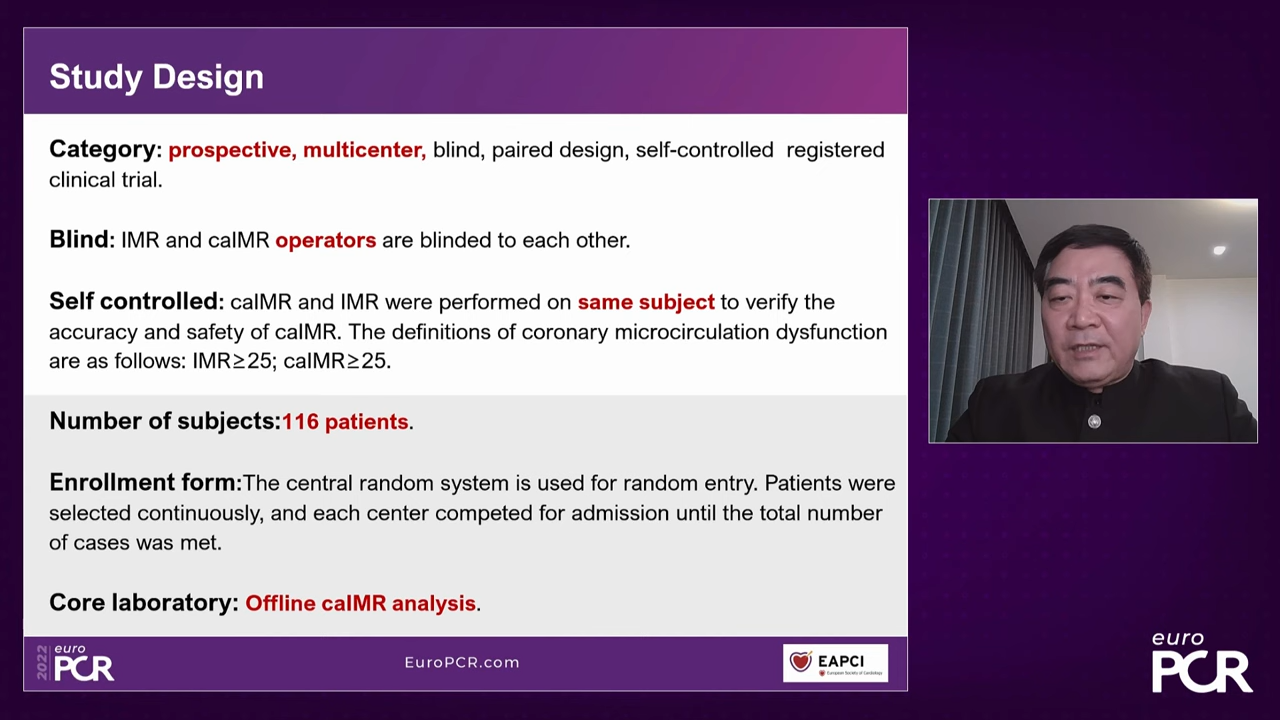 Study Design
Category: prospective, multicenter, blind, paired design, self-controlled registered
clinical trial.
Blind: IMR and caIMR operators are blinded to each other.
Self controlled: caIMR and IMR were performed on same subject to verify the
accuracy and safety of caIMR. The definitions of coronary microcirculation dysfunction
are as follows: IMR≥25; caIMR≥25.
Number of subjects:116 patients.
Enrollment form:The central random system is used for random entry. Patients were
selected continuously, and each center competed for admission until the total number
of cases was met.
Core laboratory: Offline caIMR analysis.
2022
euro
PCR
EuroPCR.com
EAPCI
European Society of Cardiology
euro
PCR